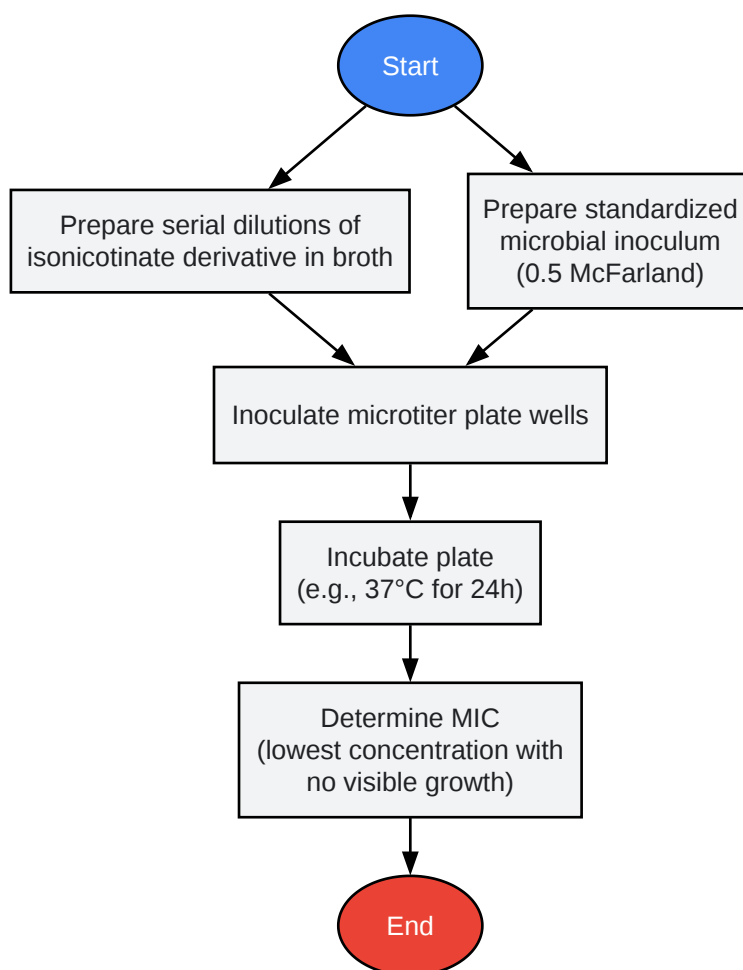 Start
Prepare serial dilutions of
isonicotinate derivative in broth
Prepare standardized
microbial inoculum
(0.5 McFarland)
Inoculate microtiter plate wells
Incubate plate
(e.g., 37°C for 24h)
Determine MIC
(lowest concentration with
no visible growth)
End